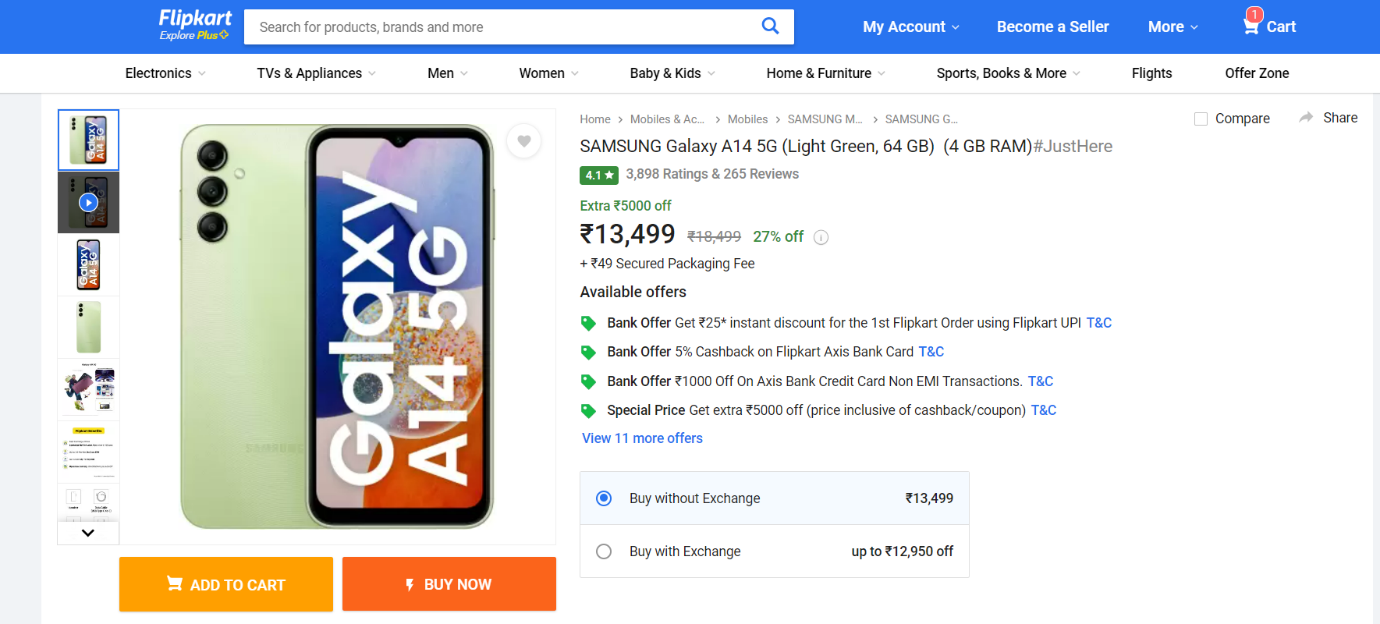 Flipkart
Explore Plus
Search for products, brands and more
My Account
Become a Seller
More
1
Cart
Electronics
TVs & Appliances
Men
Women
Baby & Kids
Home & Furniture
Sports, Books & More
Flights
Offer Zone
Galaxy
A14 5G
SAMSUNG
Galaxy
A14 5G
Galaxy
A14 5G
ADD TO CART
BUY NOW
Home
Mobiles & Ac...
Mobiles
SAMSUNG M...
SAMSUNG G...
Compare
Share
SAMSUNG Galaxy A14 5G (Light Green, 64 GB) (4 GB RAM)#JustHere
4.1 ★ 3,898 Ratings & 265 Reviews
Extra ₹5000 off
₹13,499 ₹18,499 27% off
+ ₹49 Secured Packaging Fee
Available offers
Bank Offer Get ₹25* instant discount for the 1st Flipkart Order using Flipkart UPI T&C
Bank Offer 5% Cashback on Flipkart Axis Bank Card T&C
Bank Offer ₹1000 Off On Axis Bank Credit Card Non EMI Transactions. T&C
Special Price Get extra ₹5000 off (price inclusive of cashback/coupon) T&C
View 11 more offers
Buy without Exchange ₹13,499
Buy with Exchange up to ₹12,950 off